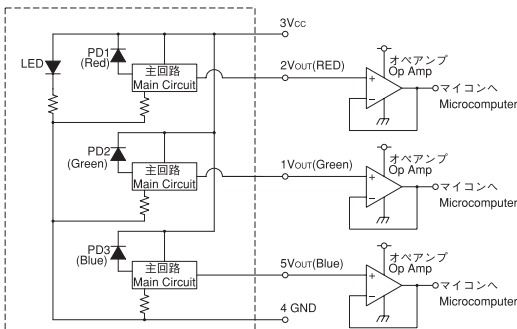 3VCC
LED
PD1
(Red)
主回路
Main Circuit
2VOUT(RED)
オペアンプ
Op Amp
マイコンへ
Microcomputer
PD2
(Green)
主回路
Main Circuit
1VOUT(Green)
オペアンプ
Op Amp
マイコンへ
Microcomputer
PD3
(Blue)
主回路
Main Circuit
5VOUT(Blue)
オペアンプ
Op Amp
マイコンへ
Microcomputer
4 GND